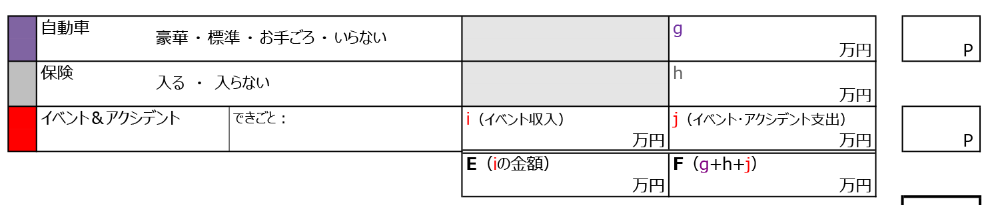 自動車
豪華 ・ 標準 ・ お手ごろ ・ いらない
g
万円
P
保険
入る ・ 入らない
h
万円
イベント＆アクシデント
できごと：
i（イベント収入）
万円
j（イベント・アクシデント支出）
万円
P
E（iの金額）
万円
F（g+h+j）
万円